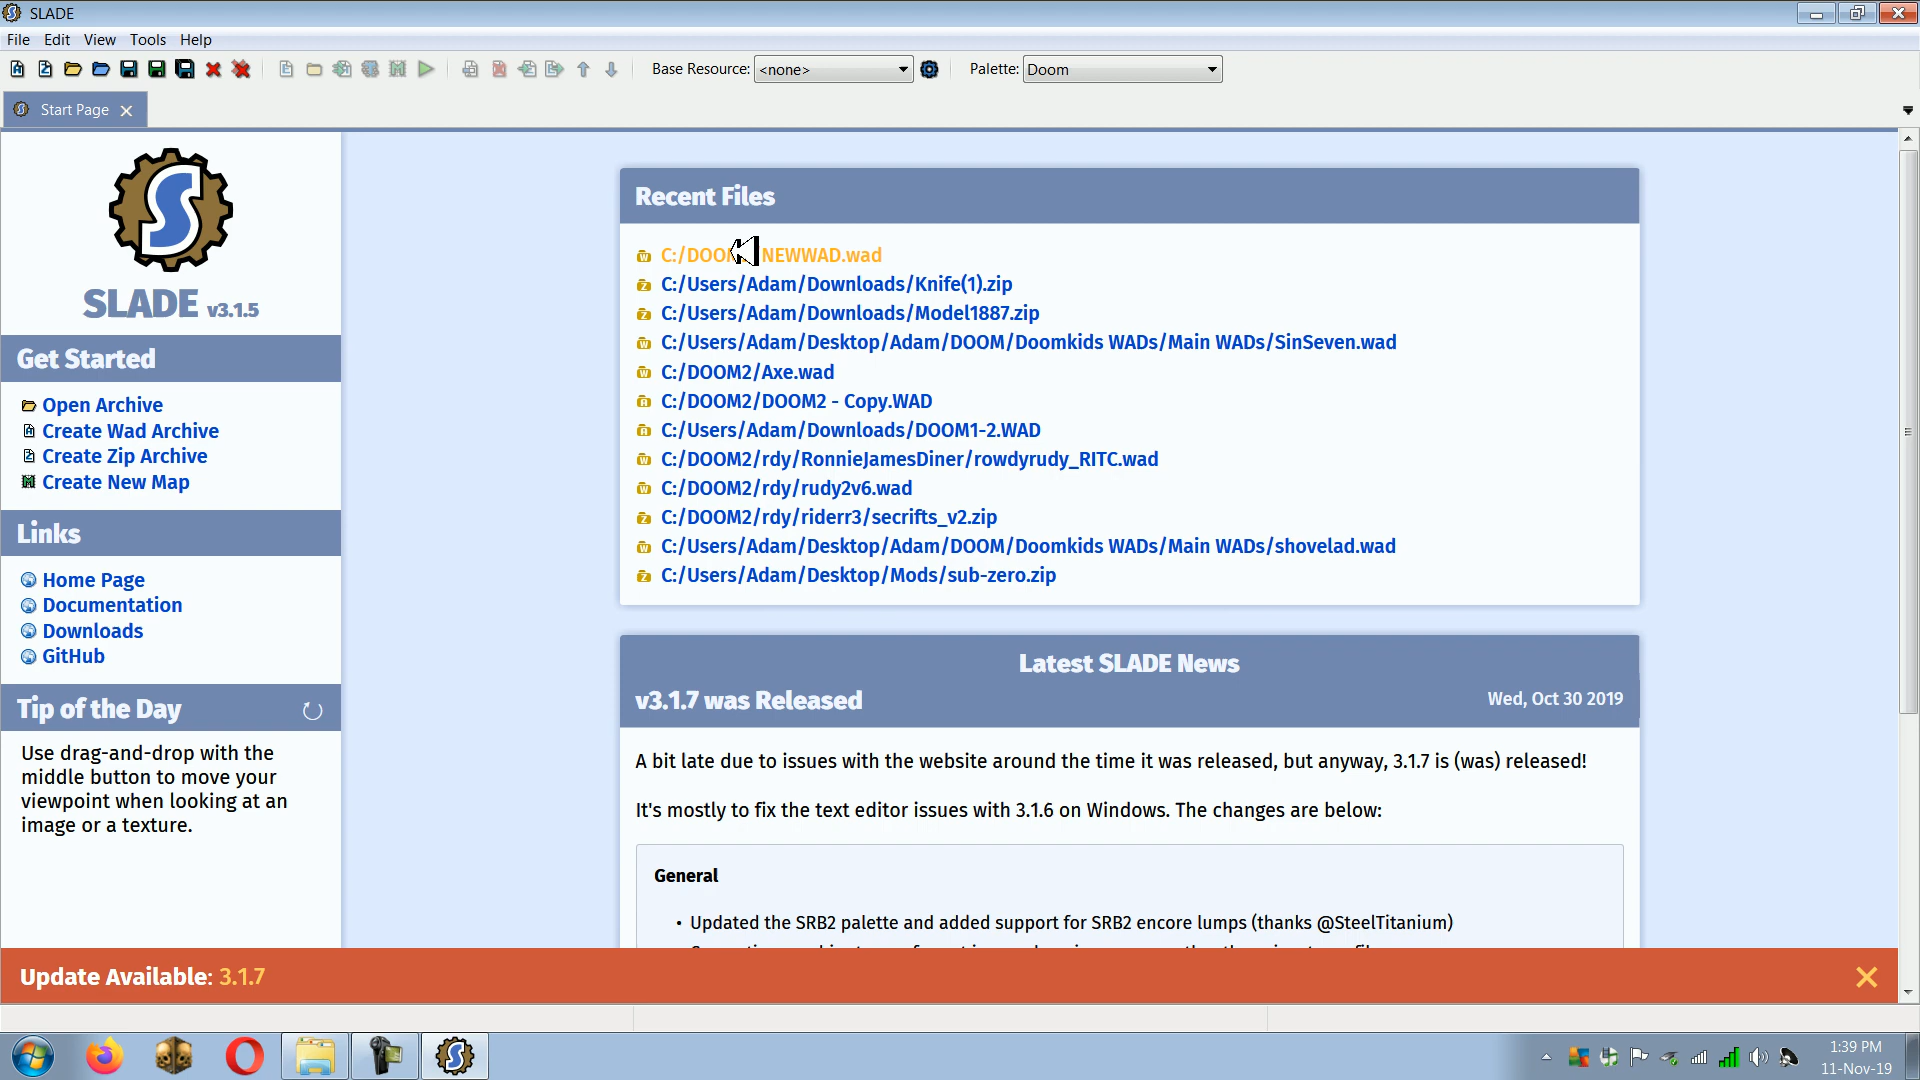 SLADE
File Edit View Tools Help
Base Resource: <none> Palette: Doom
Start Page
SLADE v3.1.5
Get Started
Open Archive
Create Wad Archive
Create Zip Archive
Create New Map
Links
Home Page
Documentation
Downloads
GitHub
Tip of the Day
Use drag-and-drop with the
middle button to move your
viewpoint when looking at an
image or a texture.
Recent Files
NEWWAD.wad
C:/Users/Adam/Downloads/Knife(1).zip
C:/Users/Adam/Downloads/Model1887.zip
C:/Users/Adam/Desktop/Adam/DOOM/Doomkids WADs/Main WADs/SinSeven.wad
C:/DOOM2/Axe.wad
C:/DOOM2/DOOM2 - Copy.WAD
C:/Users/Adam/Downloads/DOOM1-2.WAD
C:/DOOM2/rdy/RonnieJamesDiner/rowdyrudy_RITC.wad
C:/DOOM2/rdy/rudy2v6.wad
C:/DOOM2/rdy/riderr3/secrifts_v2.zip
C:/Users/Adam/Desktop/Adam/DOOM/Doomkids WADs/Main WADs/shovelad.wad
C:/Users/Adam/Desktop/Mods/sub-zero.zip
Latest SLADE News
v3.1.7 was Released Wed, Oct 30 2019
A bit late due to issues with the website around the time it was released, but anyway, 3.1.7 is (was) released!
It's mostly to fix the text editor issues with 3.1.6 on Windows. The changes are below:
General
• Updated the SRB2 palette and added support for SRB2 encore lumps (thanks @SteelTitanium)
Update Available: 3.1.7
1:39 PM
11-Nov-19